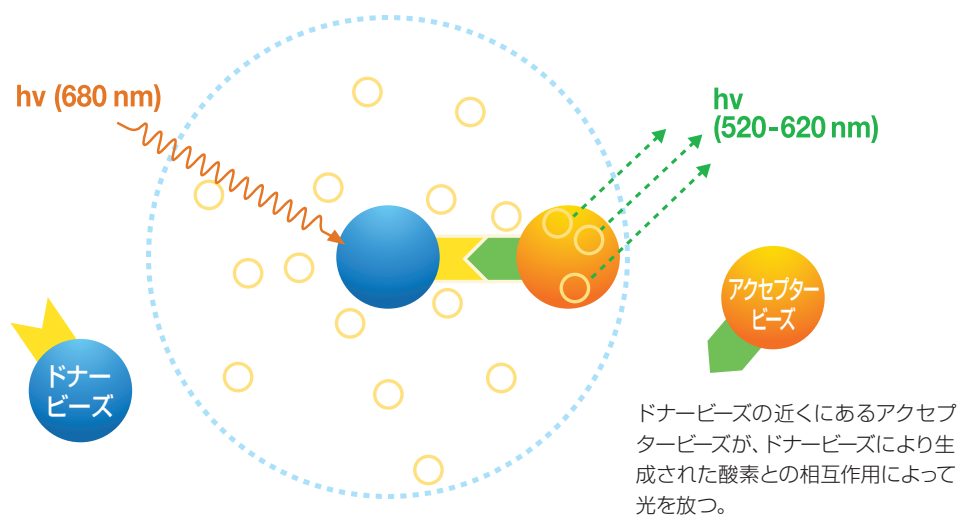 hv (680 nm)
hv
(520-620 nm)
アクセプター
ビーズ
ドナー
ビーズ
ドナービーズの近くにあるアクセプ
タービーズが、ドナービーズにより生
成された酸素との相互作用によって
光を放つ。